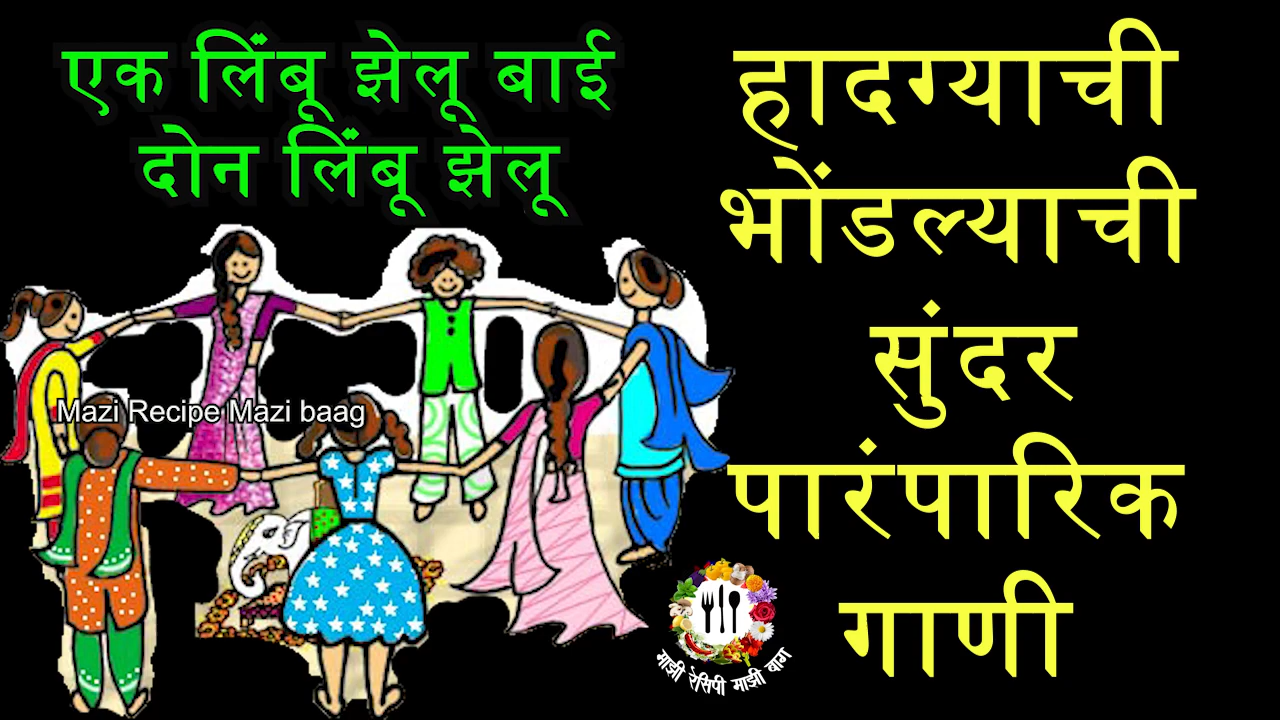 एक लिंबू झेलू बाई
दोन लिंबू झेलू
हादग्याची
भोंडल्याची
सुंदर
पारंपारिक
गाणी
Mazi Recipe Mazi baag
माझी रेसिपी माझी बाग